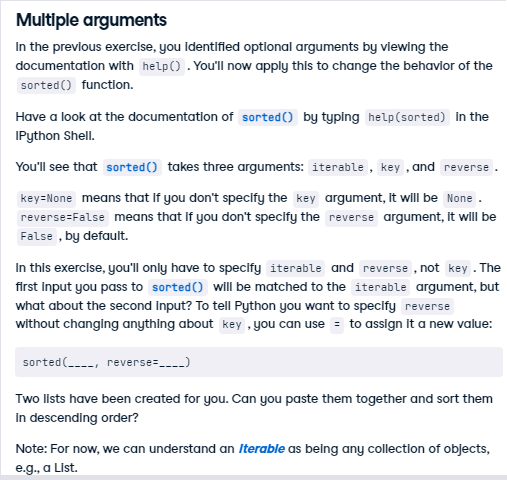 Multiple arguments
In the previous exercise, you identified optional arguments by viewing the
documentation with help() . You'll now apply this to change the behavior of the
sorted() function.
Have a look at the documentation of sorted() by typing help(sorted) in the
IPython Shell.
You'll see that sorted() takes three arguments: iterable , key , and reverse .
key=None means that if you don't specify the key argument, it will be None .
reverse=False means that if you don't specify the reverse argument, it will be
False , by default.
In this exercise, you'll only have to specify iterable and reverse , not key . The
first input you pass to sorted() will be matched to the iterable argument, but
what about the second input? To tell Python you want to specify reverse
without changing anything about key , you can use = to assign it a new value:
sorted(____, reverse=____)
Two lists have been created for you. Can you paste them together and sort them
in descending order?
Note: For now, we can understand an iterable as being any collection of objects,
e.g., a List.